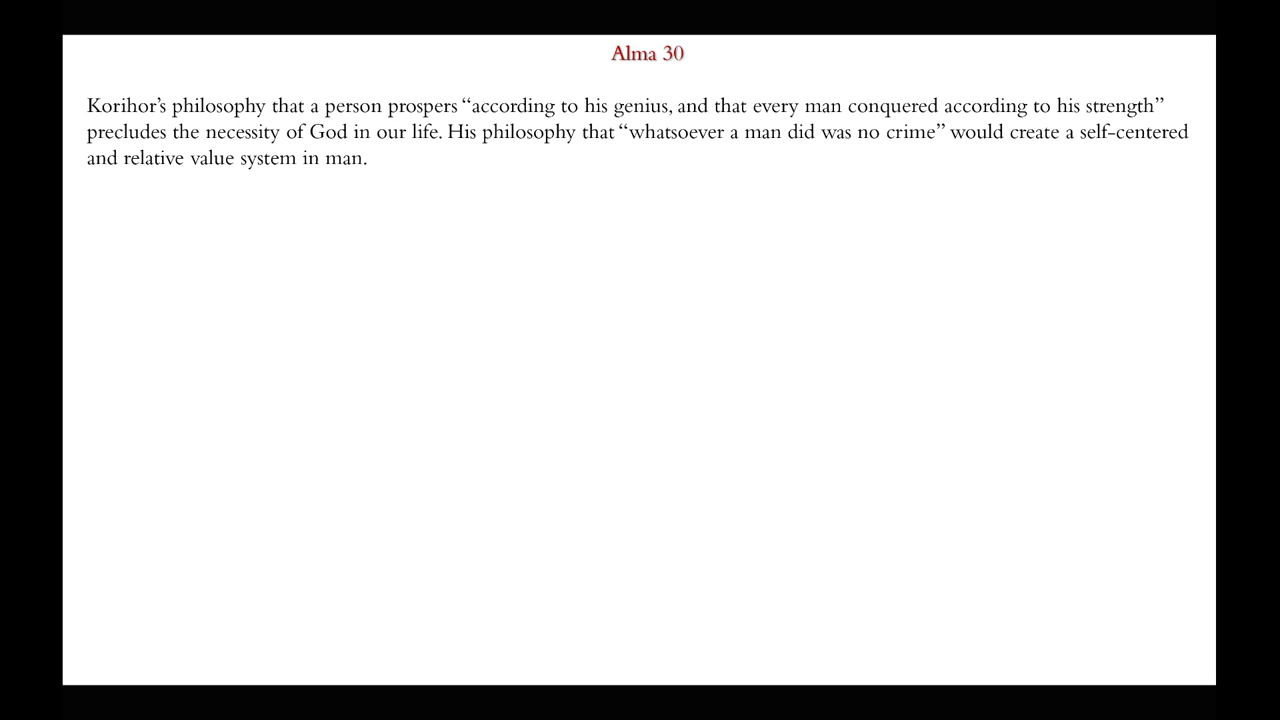 Alma 30
Korihor’s philosophy that a person prospers “according to his genius, and that every man conquered according to his strength”
precludes the necessity of God in our life. His philosophy that “whatsoever a man did was no crime” would create a self-centered
and relative value system in man.